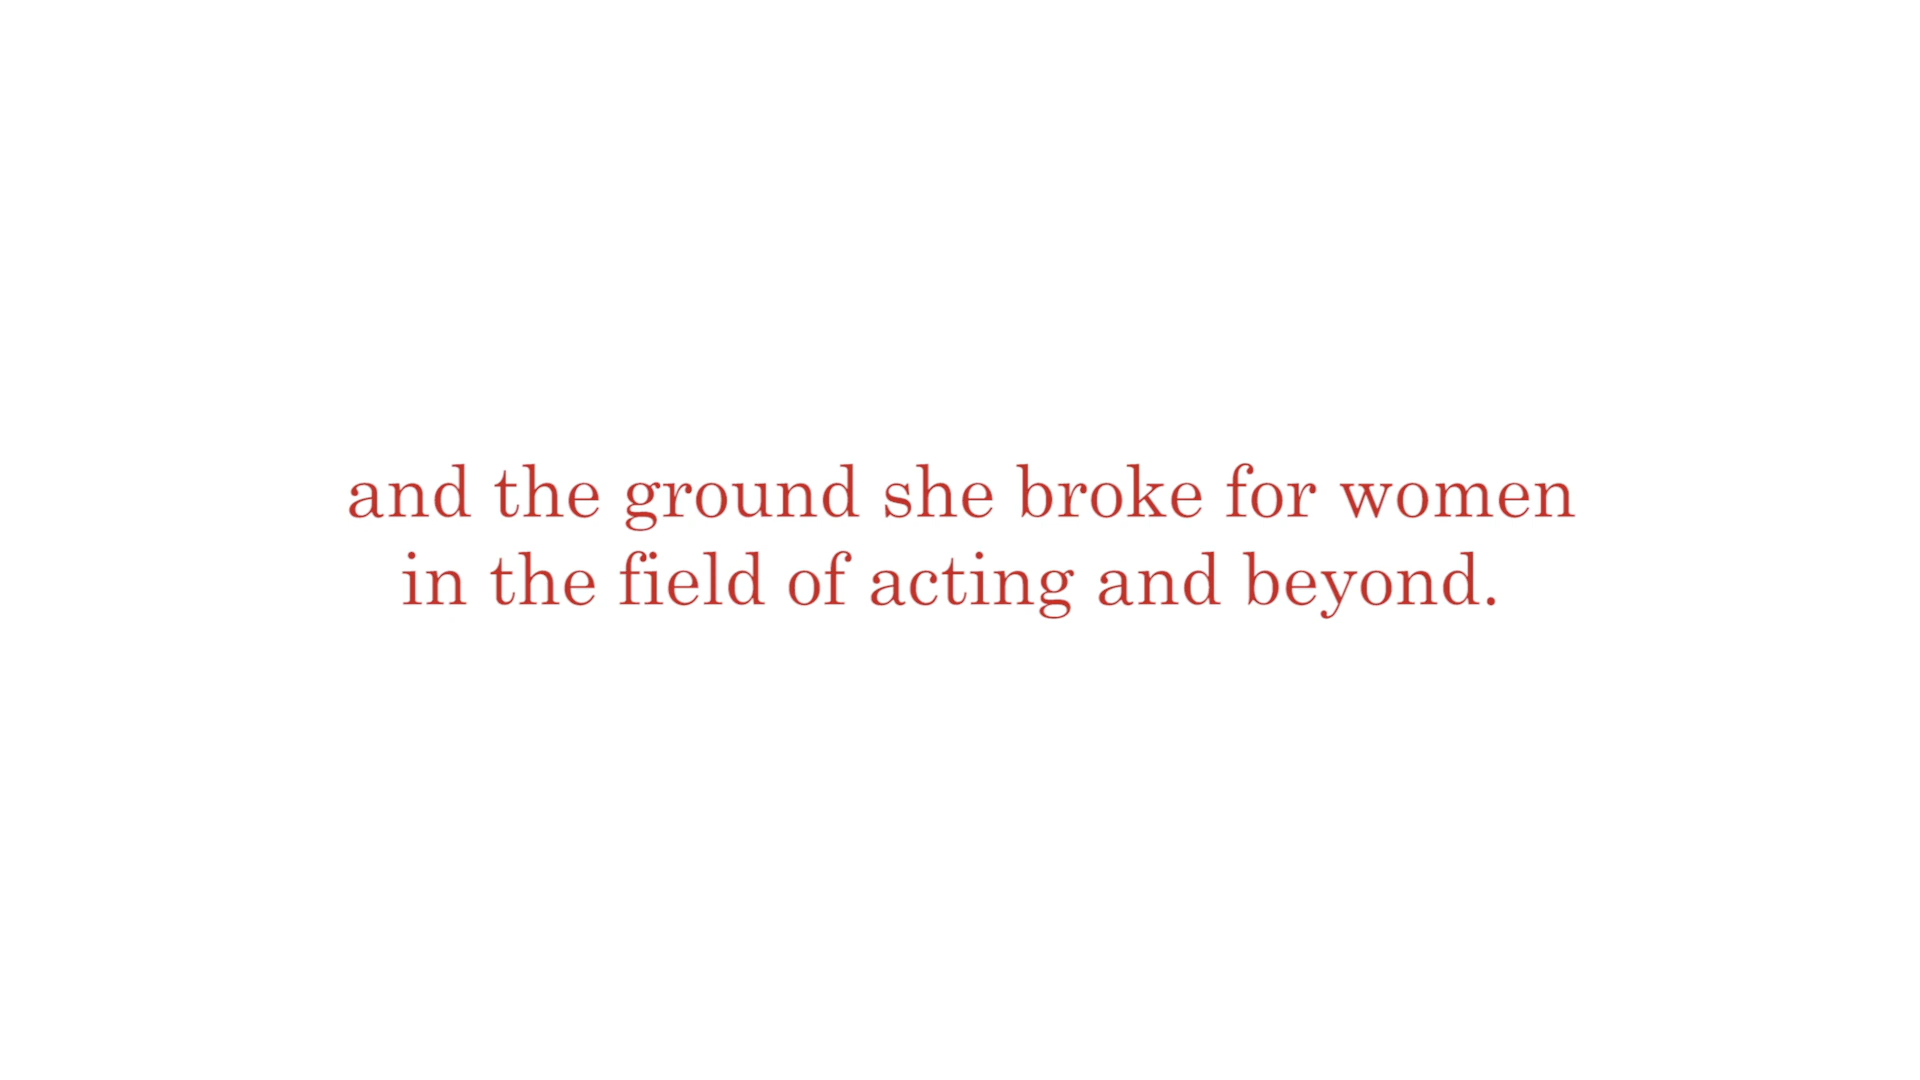 and the ground she broke for women
in the field of acting and beyond.